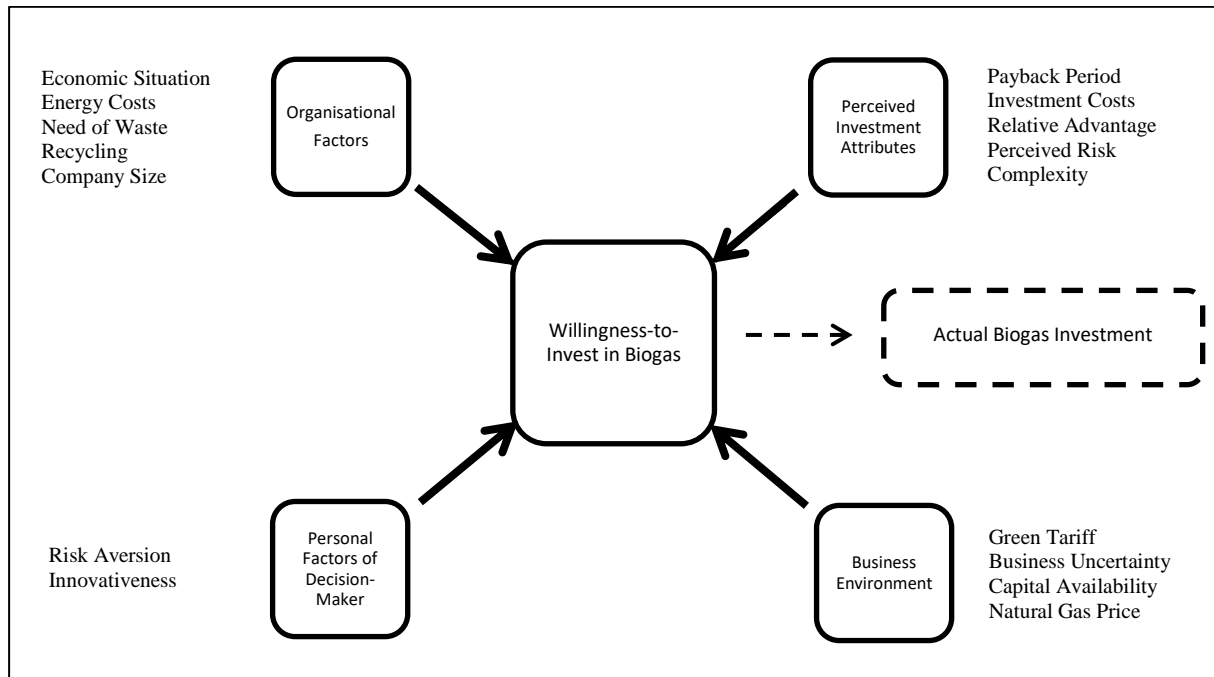 Economic Situation
Energy Costs
Need of Waste
Recycling
Company Size
Organisational
Factors
Perceived
Investment
Attributes
Payback Period
Investment Costs
Relative Advantage
Perceived Risk
Complexity
Willingness-to-
Invest in Biogas
Actual Biogas Investment
Risk Aversion
Innovativeness
Personal
Factors of
Decision-
Maker
Business
Environment
Green Tariff
Business Uncertainty
Capital Availability
Natural Gas Price